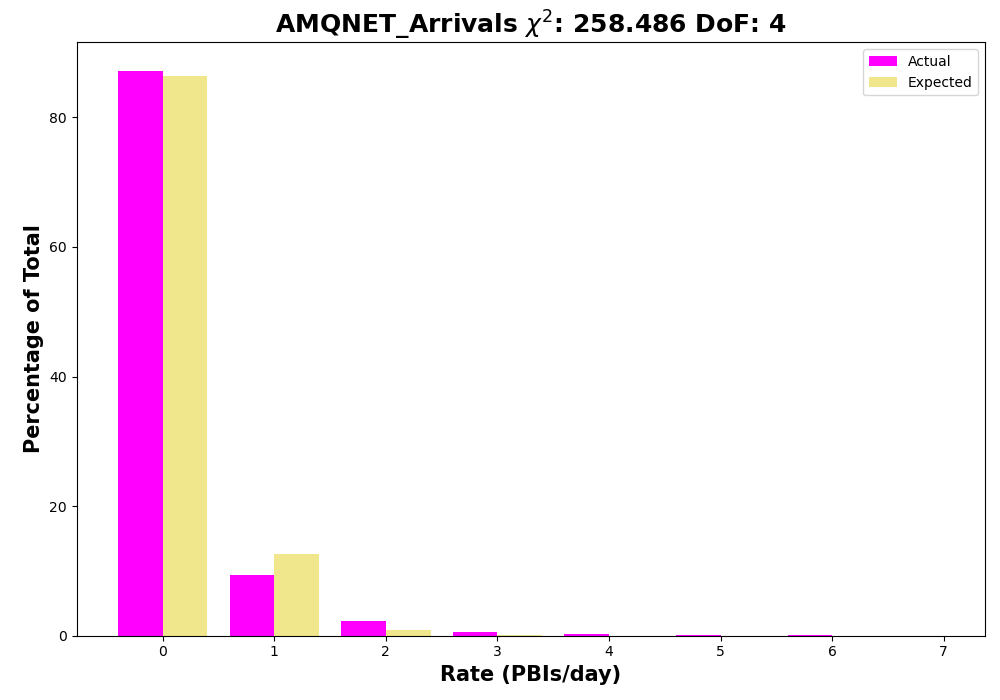 AMQNET_Arrivals χ²: 258.486 DoF: 4
Actual
Expected
Percentage of Total
80
60
40
20
0
0 1 2 3 4 5 6 7
Rate (PBIs/day)